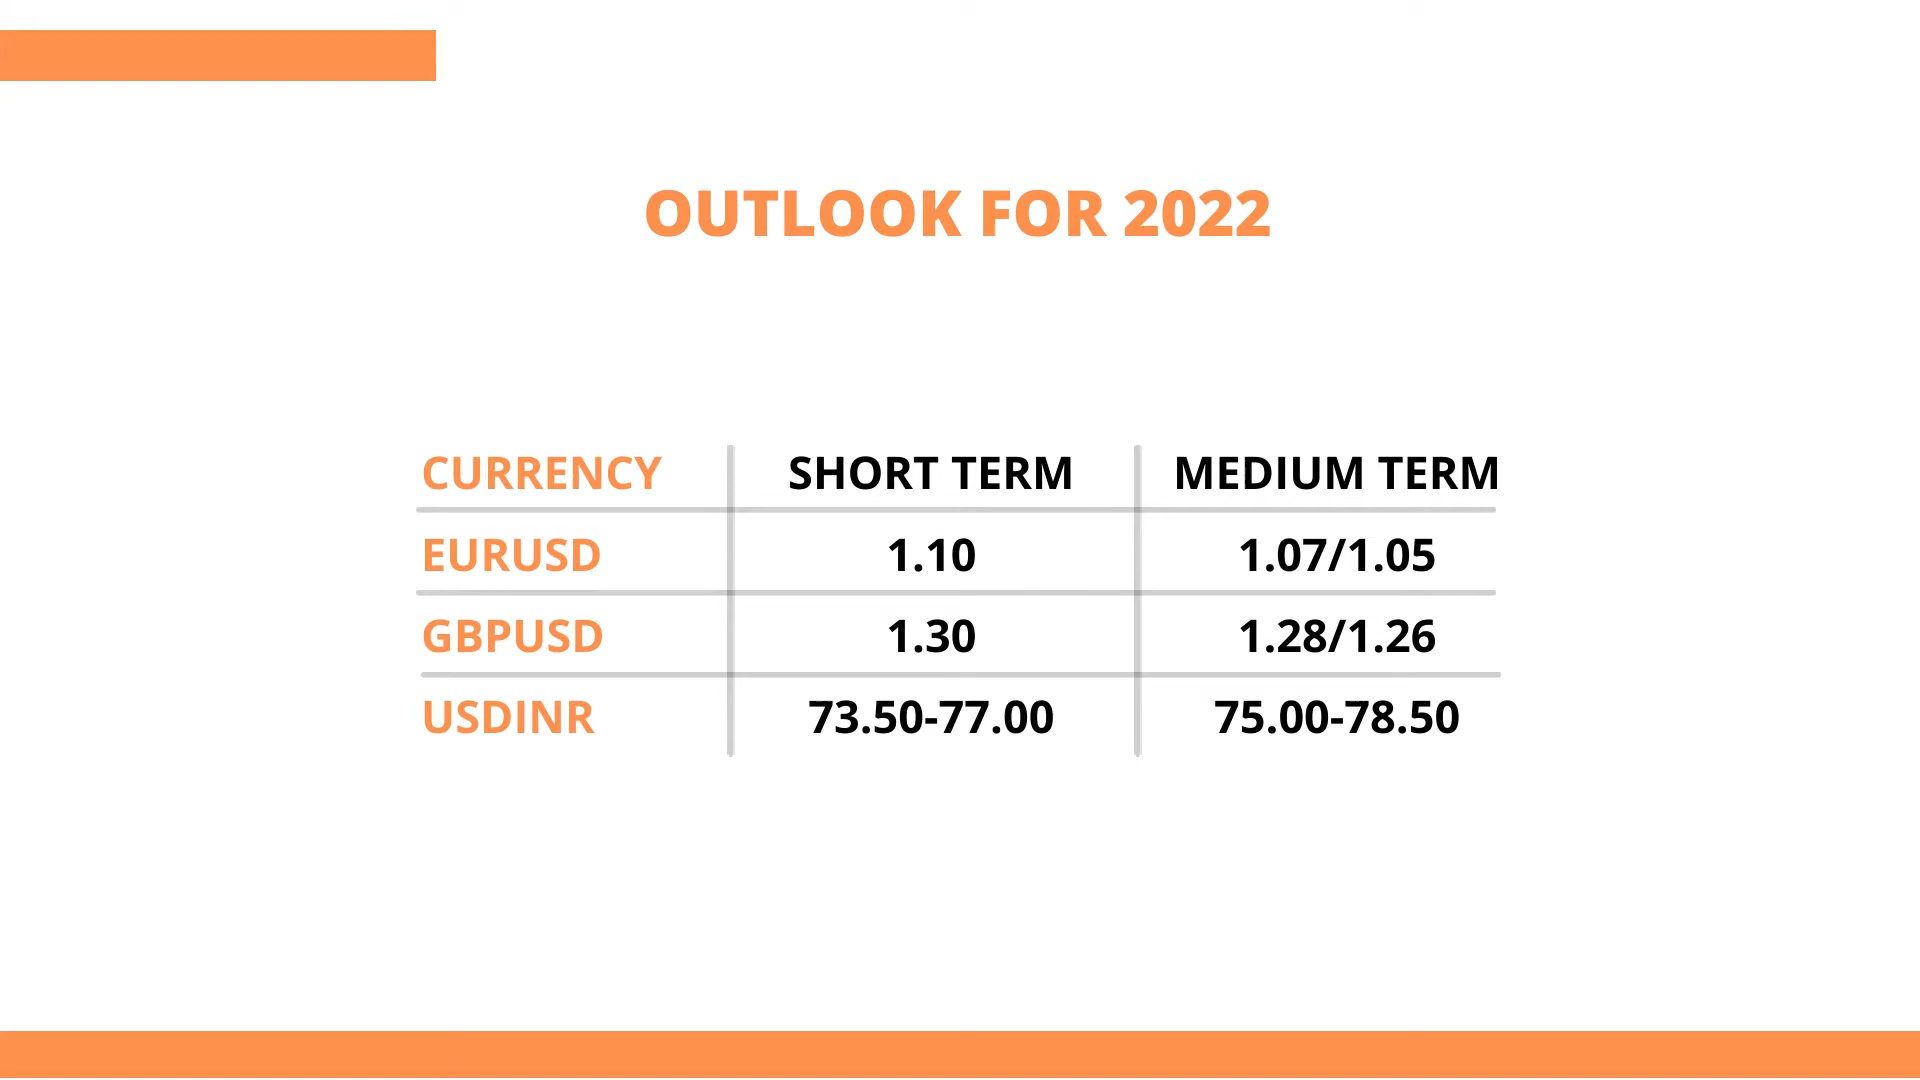 OUTLOOK FOR 2022
CURRENCY SHORT TERM MEDIUM TERM
EURUSD 1.10 1.07/1.05
GBPUSD 1.30 1.28/1.26
USDINR 73.50-77.00 75.00-78.50